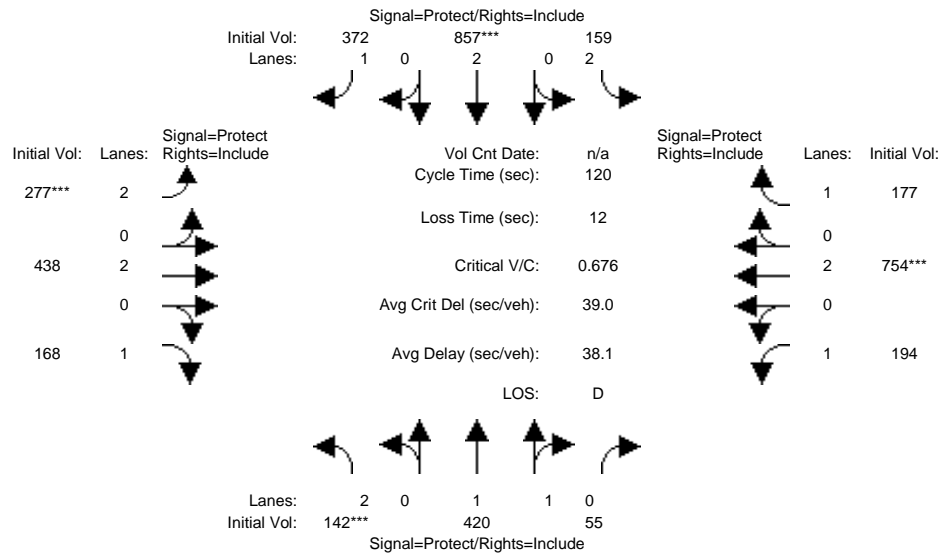 Signal=Protect/Rights=Include
Initial Vol: 372 857*** 159
Lanes: 1 0 2 0 2
Signal=Protect
Initial Vol: Lanes: Rights=Include
Vol Cnt Date: n/a
Signal=Protect
Rights=Include Lanes: Initial Vol:
Cycle Time (sec): 120
277*** 2
1 177
Loss Time (sec): 12
0
0
438 2
Critical V/C: 0.676
2 754***
0
Avg Crit Del (sec/veh): 39.0
0
168 1
Avg Delay (sec/veh): 38.1
1 194
LOS: D
Lanes: 2 0 1 1 0
Initial Vol: 142*** 420 55
Signal=Protect/Rights=Include